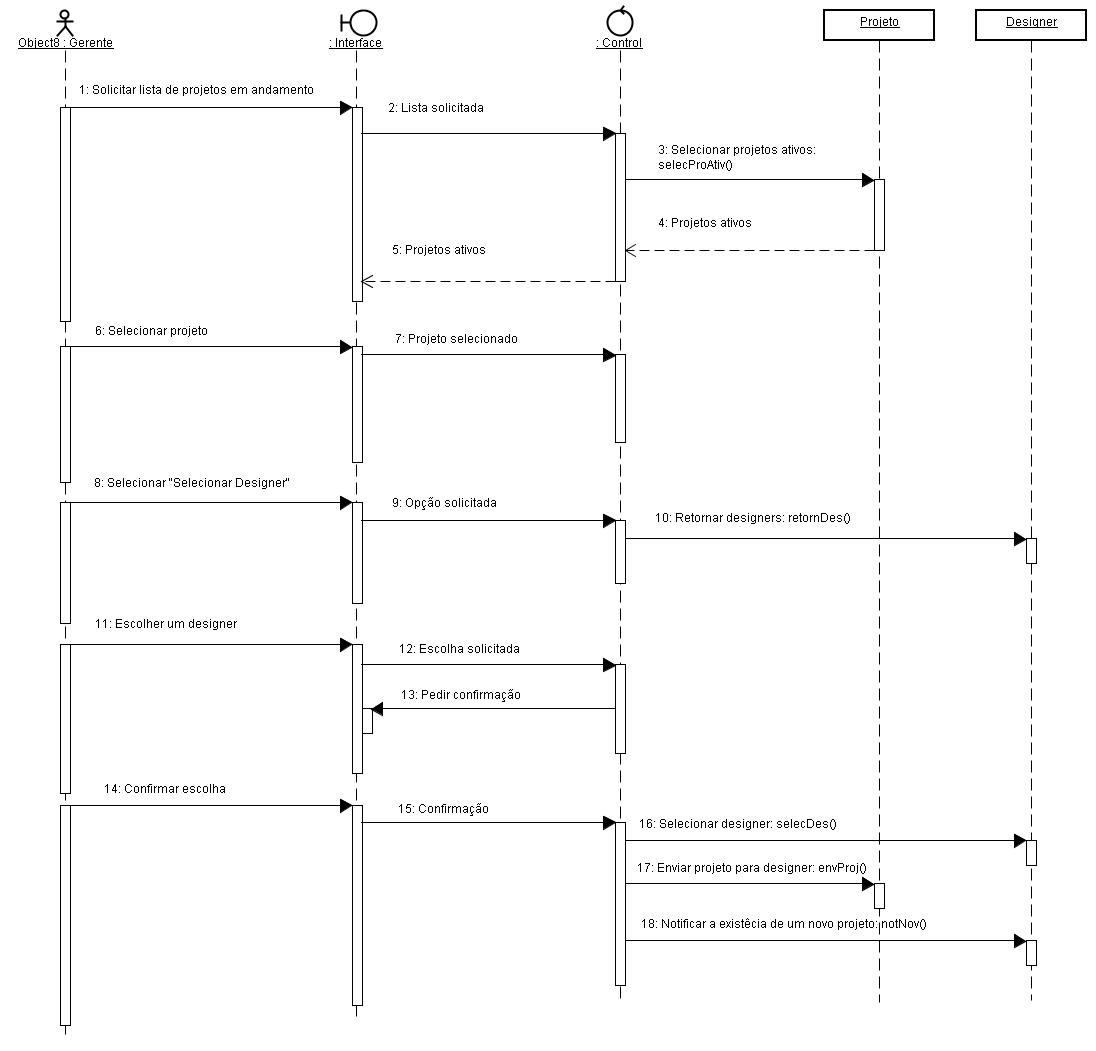 Object8 : Gerente
: Interface
: Control
Projeto
Designer
1: Solicitar lista de projetos em andamento
2: Lista solicitada
3: Selecionar projetos ativos:
selecProAtiv()
4: Projetos ativos
5: Projetos ativos
6: Selecionar projeto
7: Projeto selecionado
8: Selecionar "Selecionar Designer"
9: Opção solicitada
10: Retornar designers: retornDes()
11: Escolher um designer
12: Escolha solicitada
13: Pedir confirmação
14: Confirmar escolha
15: Confirmação
16: Selecionar designer: selecDes()
17: Enviar projeto para designer: envProj()
18: Notificar a existêcia de um novo projeto: notNov()